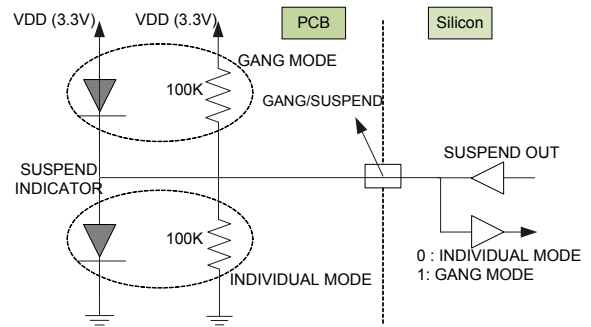 VDD (3.3V)
VDD (3.3V)
PCB
Silicon
GANG MODE
100K
GANG/SUSPEND
SUSPEND OUT
SUSPEND
INDICATOR
100K
0 : INDIVIDUAL MODE
1: GANG MODE
INDIVIDUAL MODE